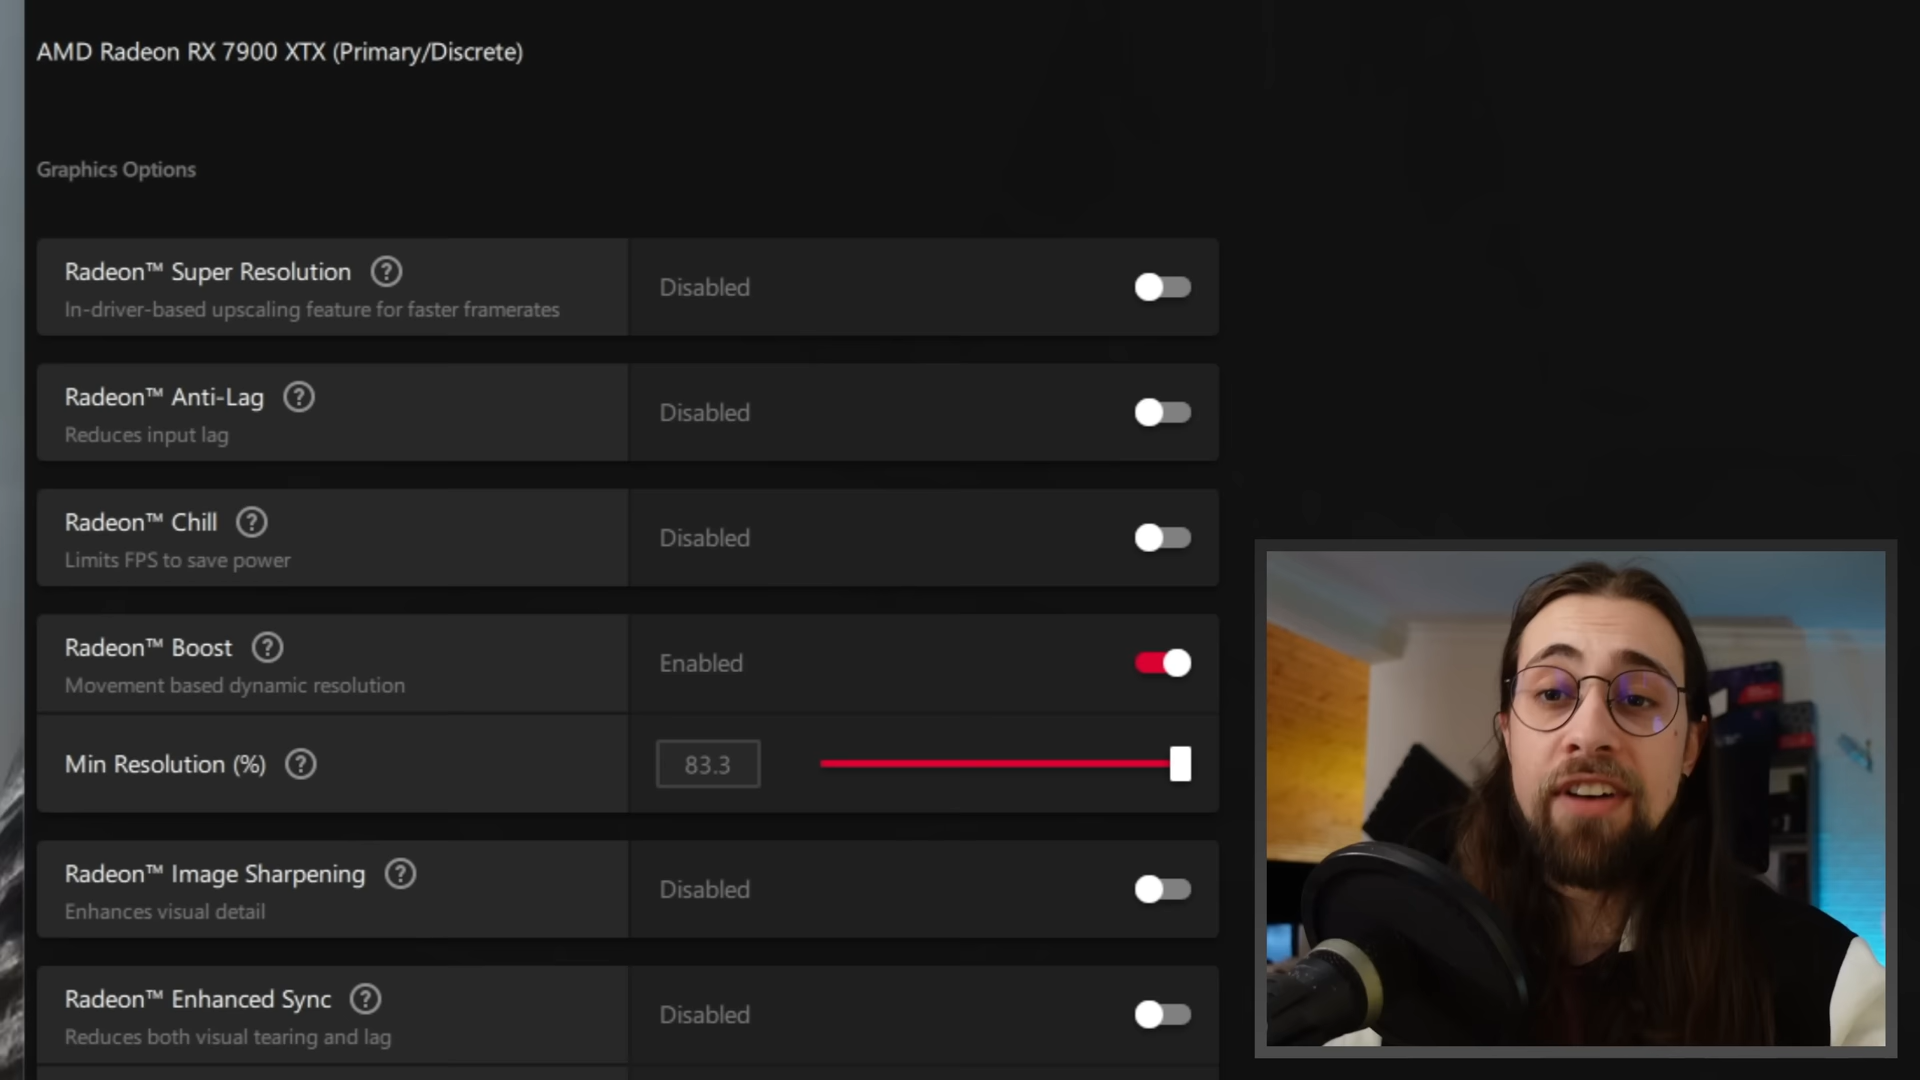 AMD Radeon RX 7900 XTX (Primary/Discrete)
Graphics Options
Radeon™ Super Resolution ?
In-driver-based upscaling feature for faster framerates
Disabled
Radeon™ Anti-Lag ?
Reduces input lag
Disabled
Radeon™ Chill ?
Limits FPS to save power
Disabled
Radeon™ Boost ?
Movement based dynamic resolution
Enabled
Min Resolution (%) ?
83.3
Radeon™ Image Sharpening ?
Enhances visual detail
Disabled
Radeon™ Enhanced Sync ?
Reduces both visual tearing and lag
Disabled